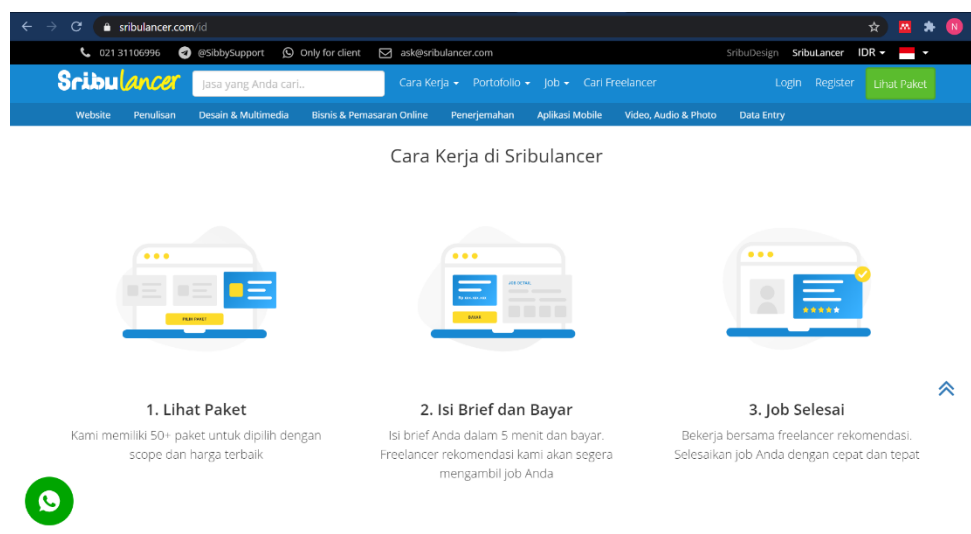 sribulancer.com/id
N
021 31106996 @SibbySupport Only for client ask@sribulancer.com SribuDesign SribuLancer IDR
Sribulancer Jasa yang Anda cari.. Cara Kerja Portofolio Job Cari Freelancer Login Register Lihat Paket
Website Penulisan Desain & Multimedia Bisnis & Pemasaran Online Penerjemahan Aplikasi Mobile Video, Audio & Photo Data Entry
Cara Kerja di Sribulancer
PILIH PAKET
JOB DETAIL
BAYAR
1. Lihat Paket
Kami memiliki 50+ paket untuk dipilih dengan
scope dan harga terbaik
2. Isi Brief dan Bayar
Isi brief Anda dalam 5 menit dan bayar.
Freelancer rekomendasi kami akan segera
mengambil job Anda
3. Job Selesai
Bekerja bersama freelancer rekomendasi.
Selesaikan job Anda dengan cepat dan tepat